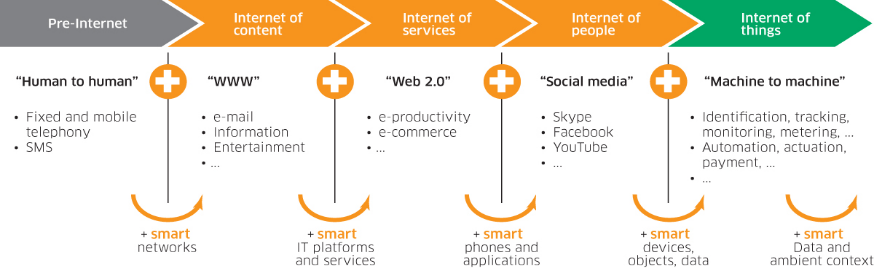 Pre-Internet
Internet of
content
Internet of
services
Internet of
people
Internet of
things
“Human to human”
“WWW”
“Web 2.0”
“Social media”
“Machine to machine”
• Fixed and mobile
telephony
• SMS
• e-mail
• Information
• Entertainment
• ...
• e-productivity
• e-commerce
• ...
• Skype
• Facebook
• YouTube
• ...
• Identification, tracking,
monitoring, metering, ...
• Automation, actuation,
payment, ...
• ...
+ smart
networks
+ smart
IT platforms
and services
+ smart
phones and
applications
+ smart
devices,
objects, data
+ smart
Data and
ambient context